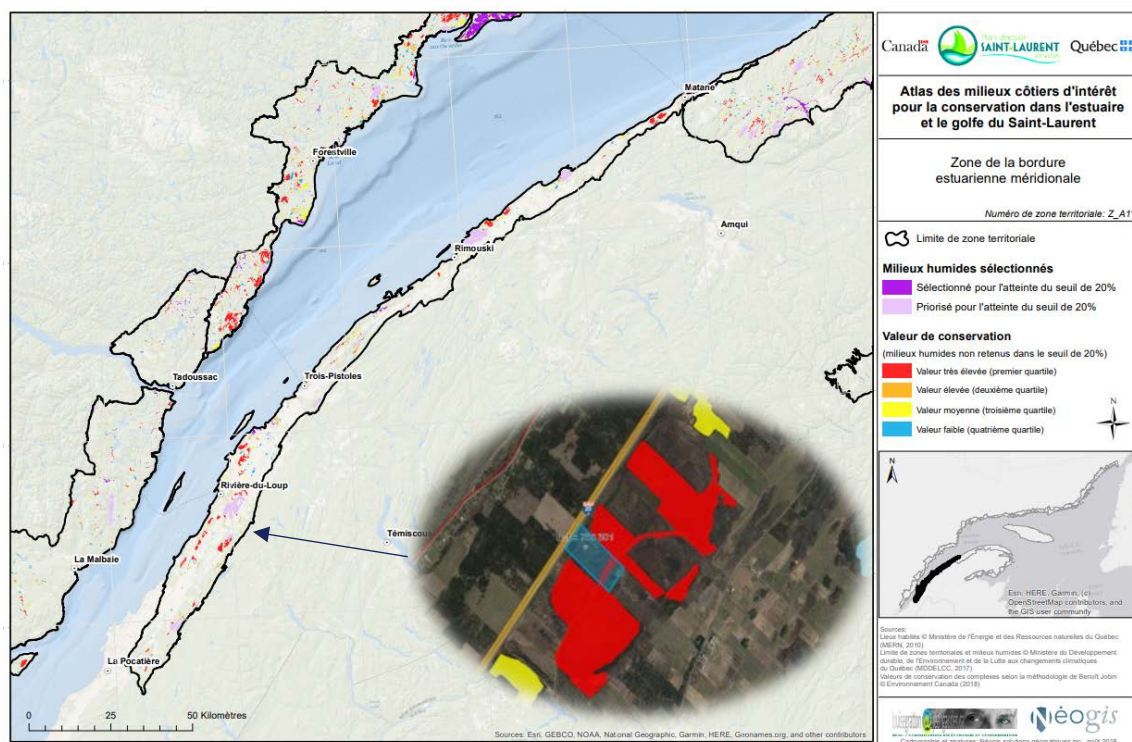 Matane
Forestville
Amqui
Rimouski
Tadoussac
Trois-Pistoles
Rivière-du-Loup
La Malbaie
La Pocatière
0 25 50 Kilomètres
Sources: Esri, GEBCO, NOAA, National Geographic, Garmin, HERE, Geonames.org, and other contributors
Canada
SAINT-LAURENT
Québec
Atlas des milieux côtiers d'intérêt
pour la conservation dans l'estuaire
et le golfe du Saint-Laurent
Zone de la bordure
estuarienne méridionale
Numéro de zone territoriale: Z_A1
Limite de zone territoriale
Milieux humides sélectionnés
Sélectionné pour l'atteinte du seuil de 20%
Priorisé pour l'atteinte du seuil de 20%
Valeur de conservation
(milieux humides non retenus dans le seuil de 20%)
Valeur très élevée (premier quartile)
Valeur élevée (deuxième quartile)
Valeur moyenne (troisième quartile)
Valeur faible (quatrième quartile)
N
N
Esri, HERE, Garmin, (c)
OpenStreetMap contributors, and
the GIS user community
Sources:
Lieux habités © Ministère de l'Énergie et des Ressources naturelles du Québec
(MERN, 2010)
Limite de zones territoriales et milieux humides © Ministère du Développement
durable, de l'Environnement et de la Lutte aux changements climatiques
du Québec (MDDELCC, 2017)
Valeurs de conservation des complexes selon la méthodologie de Benoît Jobin
© Environnement Canada (2018)
Néogis